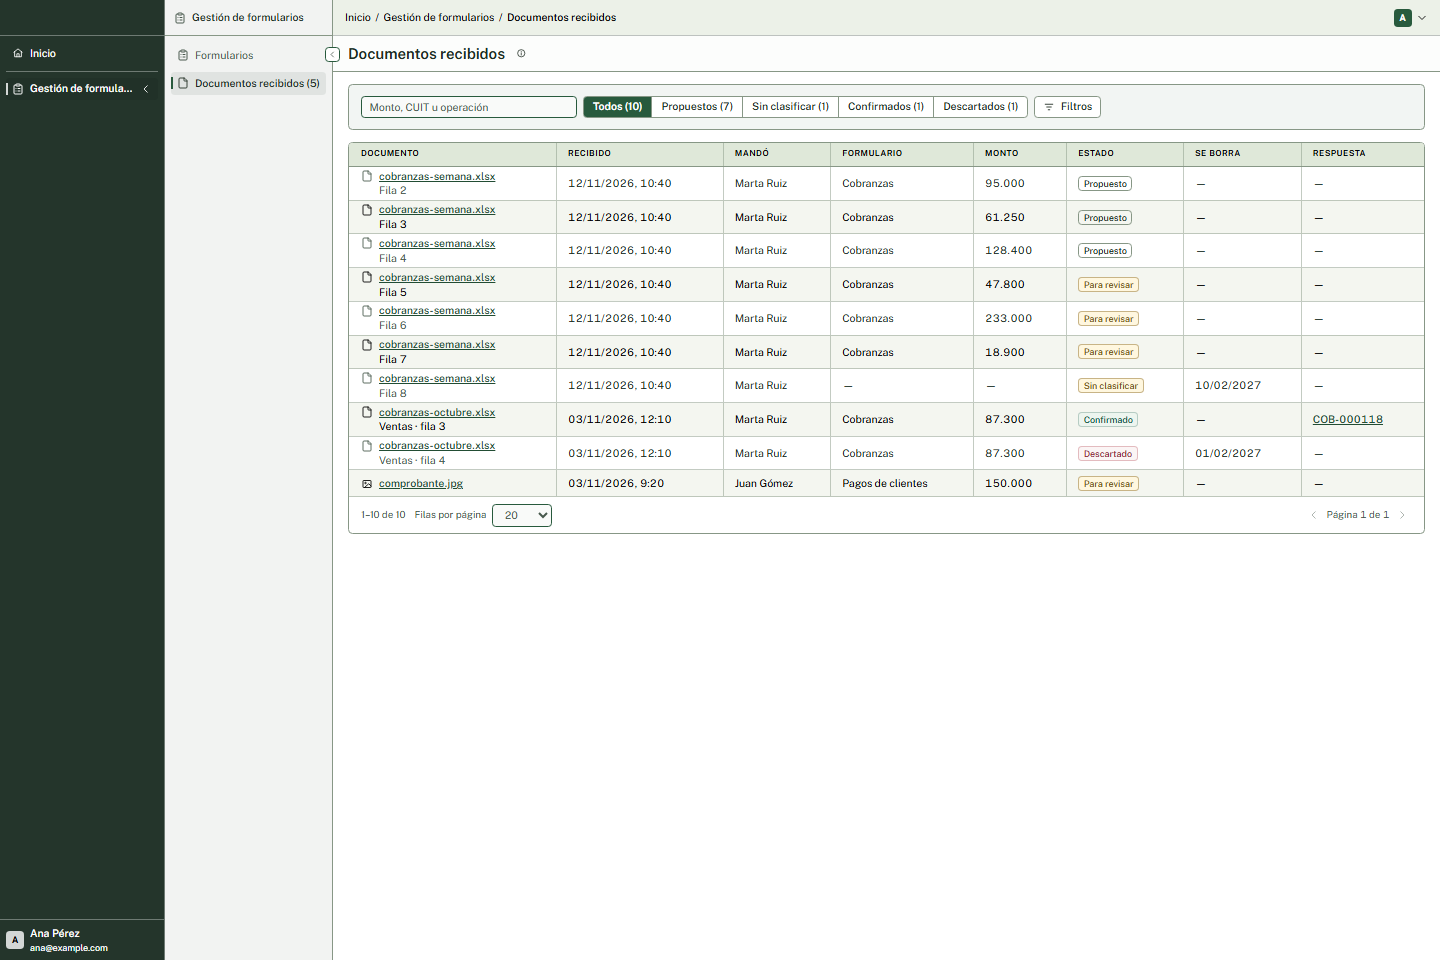 Gestión de formularios
Inicio / Gestión de formularios / Documentos recibidos
A
Inicio
Gestión de formula...
Formularios
Documentos recibidos (5)
Documentos recibidos
Monto, CUIT u operación
Todos (10)
Propuestos (7)
Sin clasificar (1)
Confirmados (1)
Descartados (1)
Filtros
DOCUMENTO RECIBIDO MANDÓ FORMULARIO MONTO ESTADO SE BORRA RESPUESTA
cobranzas-semana.xlsx
Fila 2
12/11/2026, 10:40 Marta Ruiz Cobranzas 95.000 Propuesto — —
cobranzas-semana.xlsx
Fila 3
12/11/2026, 10:40 Marta Ruiz Cobranzas 61.250 Propuesto — —
cobranzas-semana.xlsx
Fila 4
12/11/2026, 10:40 Marta Ruiz Cobranzas 128.400 Propuesto — —
cobranzas-semana.xlsx
Fila 5
12/11/2026, 10:40 Marta Ruiz Cobranzas 47.800 Para revisar — —
cobranzas-semana.xlsx
Fila 6
12/11/2026, 10:40 Marta Ruiz Cobranzas 233.000 Para revisar — —
cobranzas-semana.xlsx
Fila 7
12/11/2026, 10:40 Marta Ruiz Cobranzas 18.900 Para revisar — —
cobranzas-semana.xlsx
Fila 8
12/11/2026, 10:40 Marta Ruiz — — Sin clasificar 10/02/2027 —
cobranzas-octubre.xlsx
Ventas · fila 3
03/11/2026, 12:10 Marta Ruiz Cobranzas 87.300 Confirmado — COB-000118
cobranzas-octubre.xlsx
Ventas · fila 4
03/11/2026, 12:10 Marta Ruiz Cobranzas 87.300 Descartado 01/02/2027 —
comprobante.jpg 03/11/2026, 9:20 Juan Gómez Pagos de clientes 150.000 Para revisar — —
1–10 de 10 Filas por página 20 Página 1 de 1
A
Ana Pérez
ana@example.com